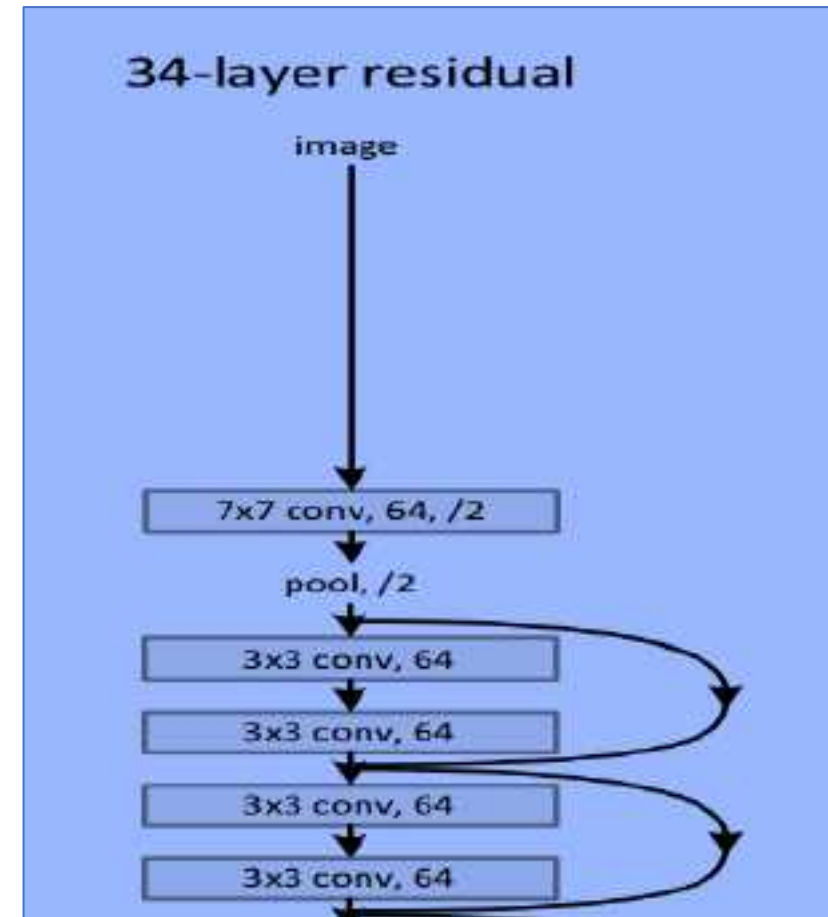 34-layer residual
image
7x7 conv, 64, /2
pool, /2
3x3 conv, 64
3x3 conv, 64
3x3 conv, 64
3x3 conv, 64